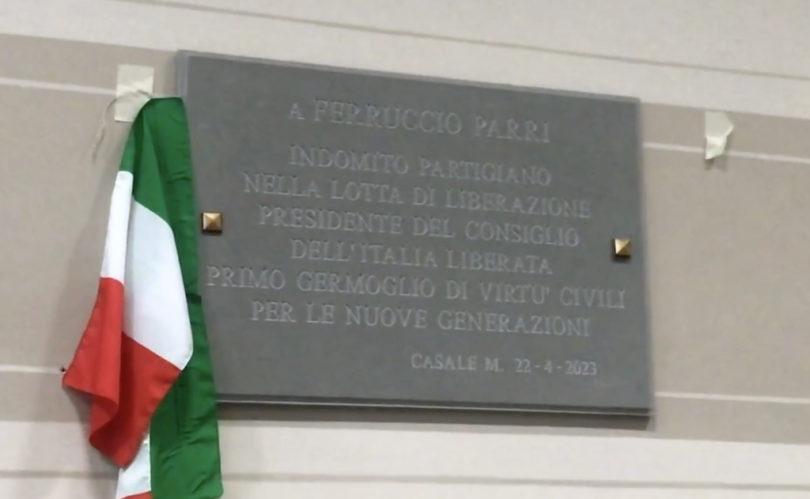 A FERRUCCIO PARRI
INDOMITO PARTIGIANO
NELLA LOTTA DI LIBERAZIONE
PRESIDENTE DEL CONSIGLIO
DELL'ITALIA LIBERATA
PRIMO GERMOGLIO DI VIRTU' CIVILI
PER LE NUOVE GENERAZIONI
CASALE M. 22-4-2023